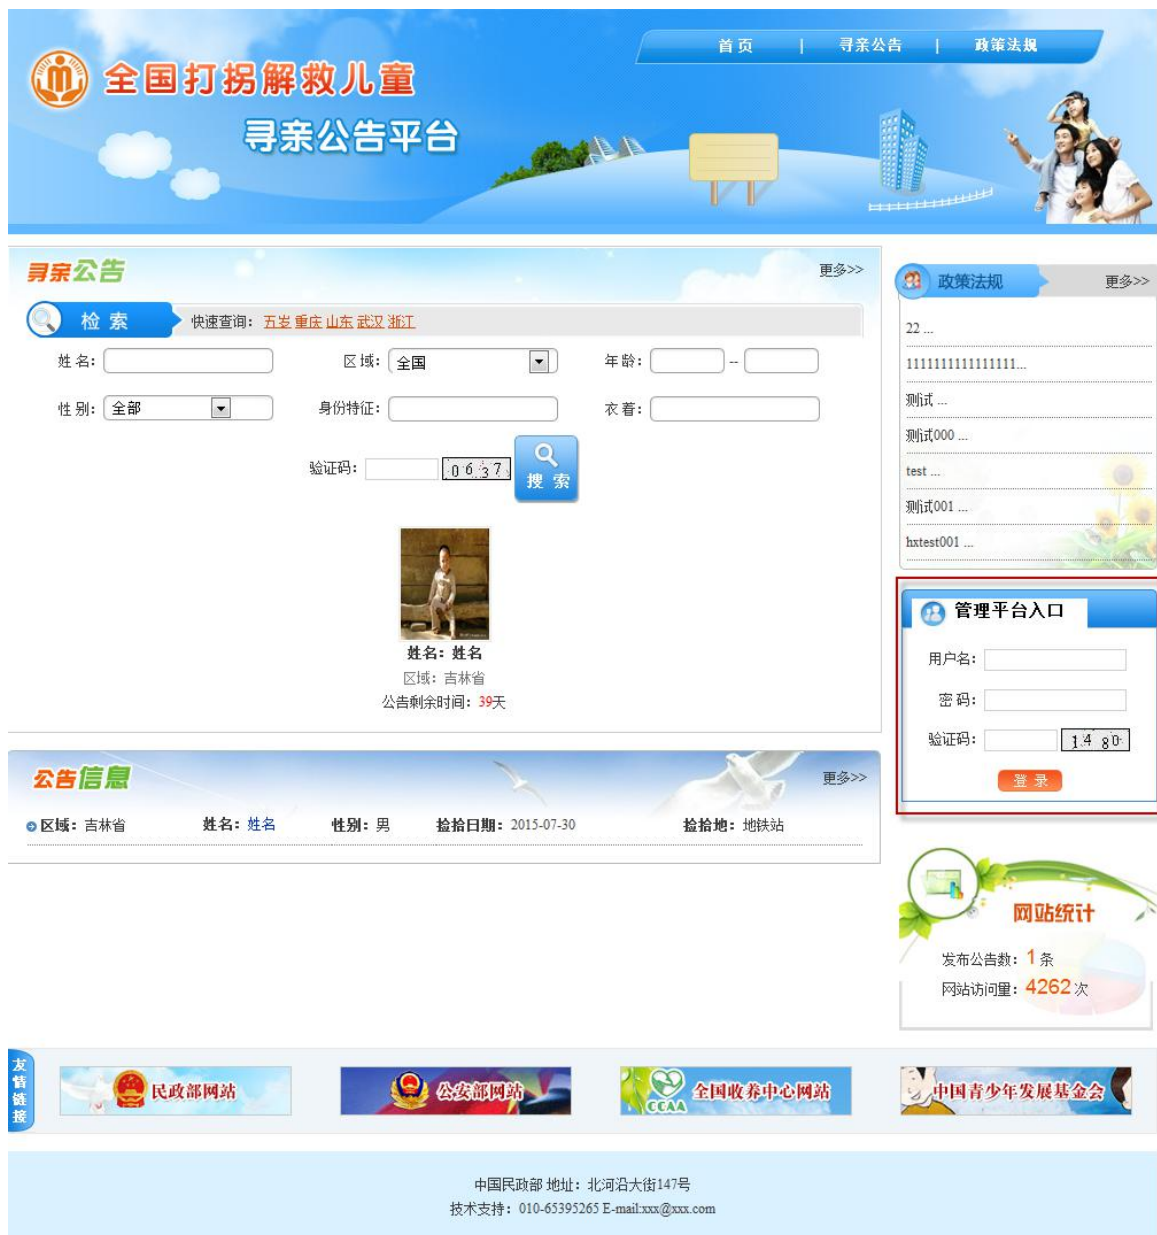 首 页 | 寻亲公告 | 政策法规
全国打拐解救儿童
寻亲公告平台
寻亲公告
更多>>
检 索
快速查询： 五岁 重庆 山东 武汉 浙江
姓 名：
区 域： 全国
年 龄： --
性 别： 全部
身份特征：
衣 着：
验证码： 0 6 3 7
搜 索
姓名：姓名
区域：吉林省
公告剩余时间：39天
公告信息
更多>>
区域：吉林省 姓名：姓名 性别：男 捡拾日期：2015-07-30 捡拾地：地铁站
政策法规
更多>>
22 ...
1111111111111111...
测试 ...
测试000 ...
test ...
测试001 ...
hxtest001 ...
管理平台入口
用户名：
密 码：
验证码： 1 4 8 0
登 录
网站统计
发布公告数：1 条
网站访问量：4262 次
友情链接
民政部网站
公安部网站
CCAA 全国收养中心网站
中国青少年发展基金会
中国民政部 地址：北河沿大街147号
技术支持：010-65395265 E-mail:xxx@xxx.com